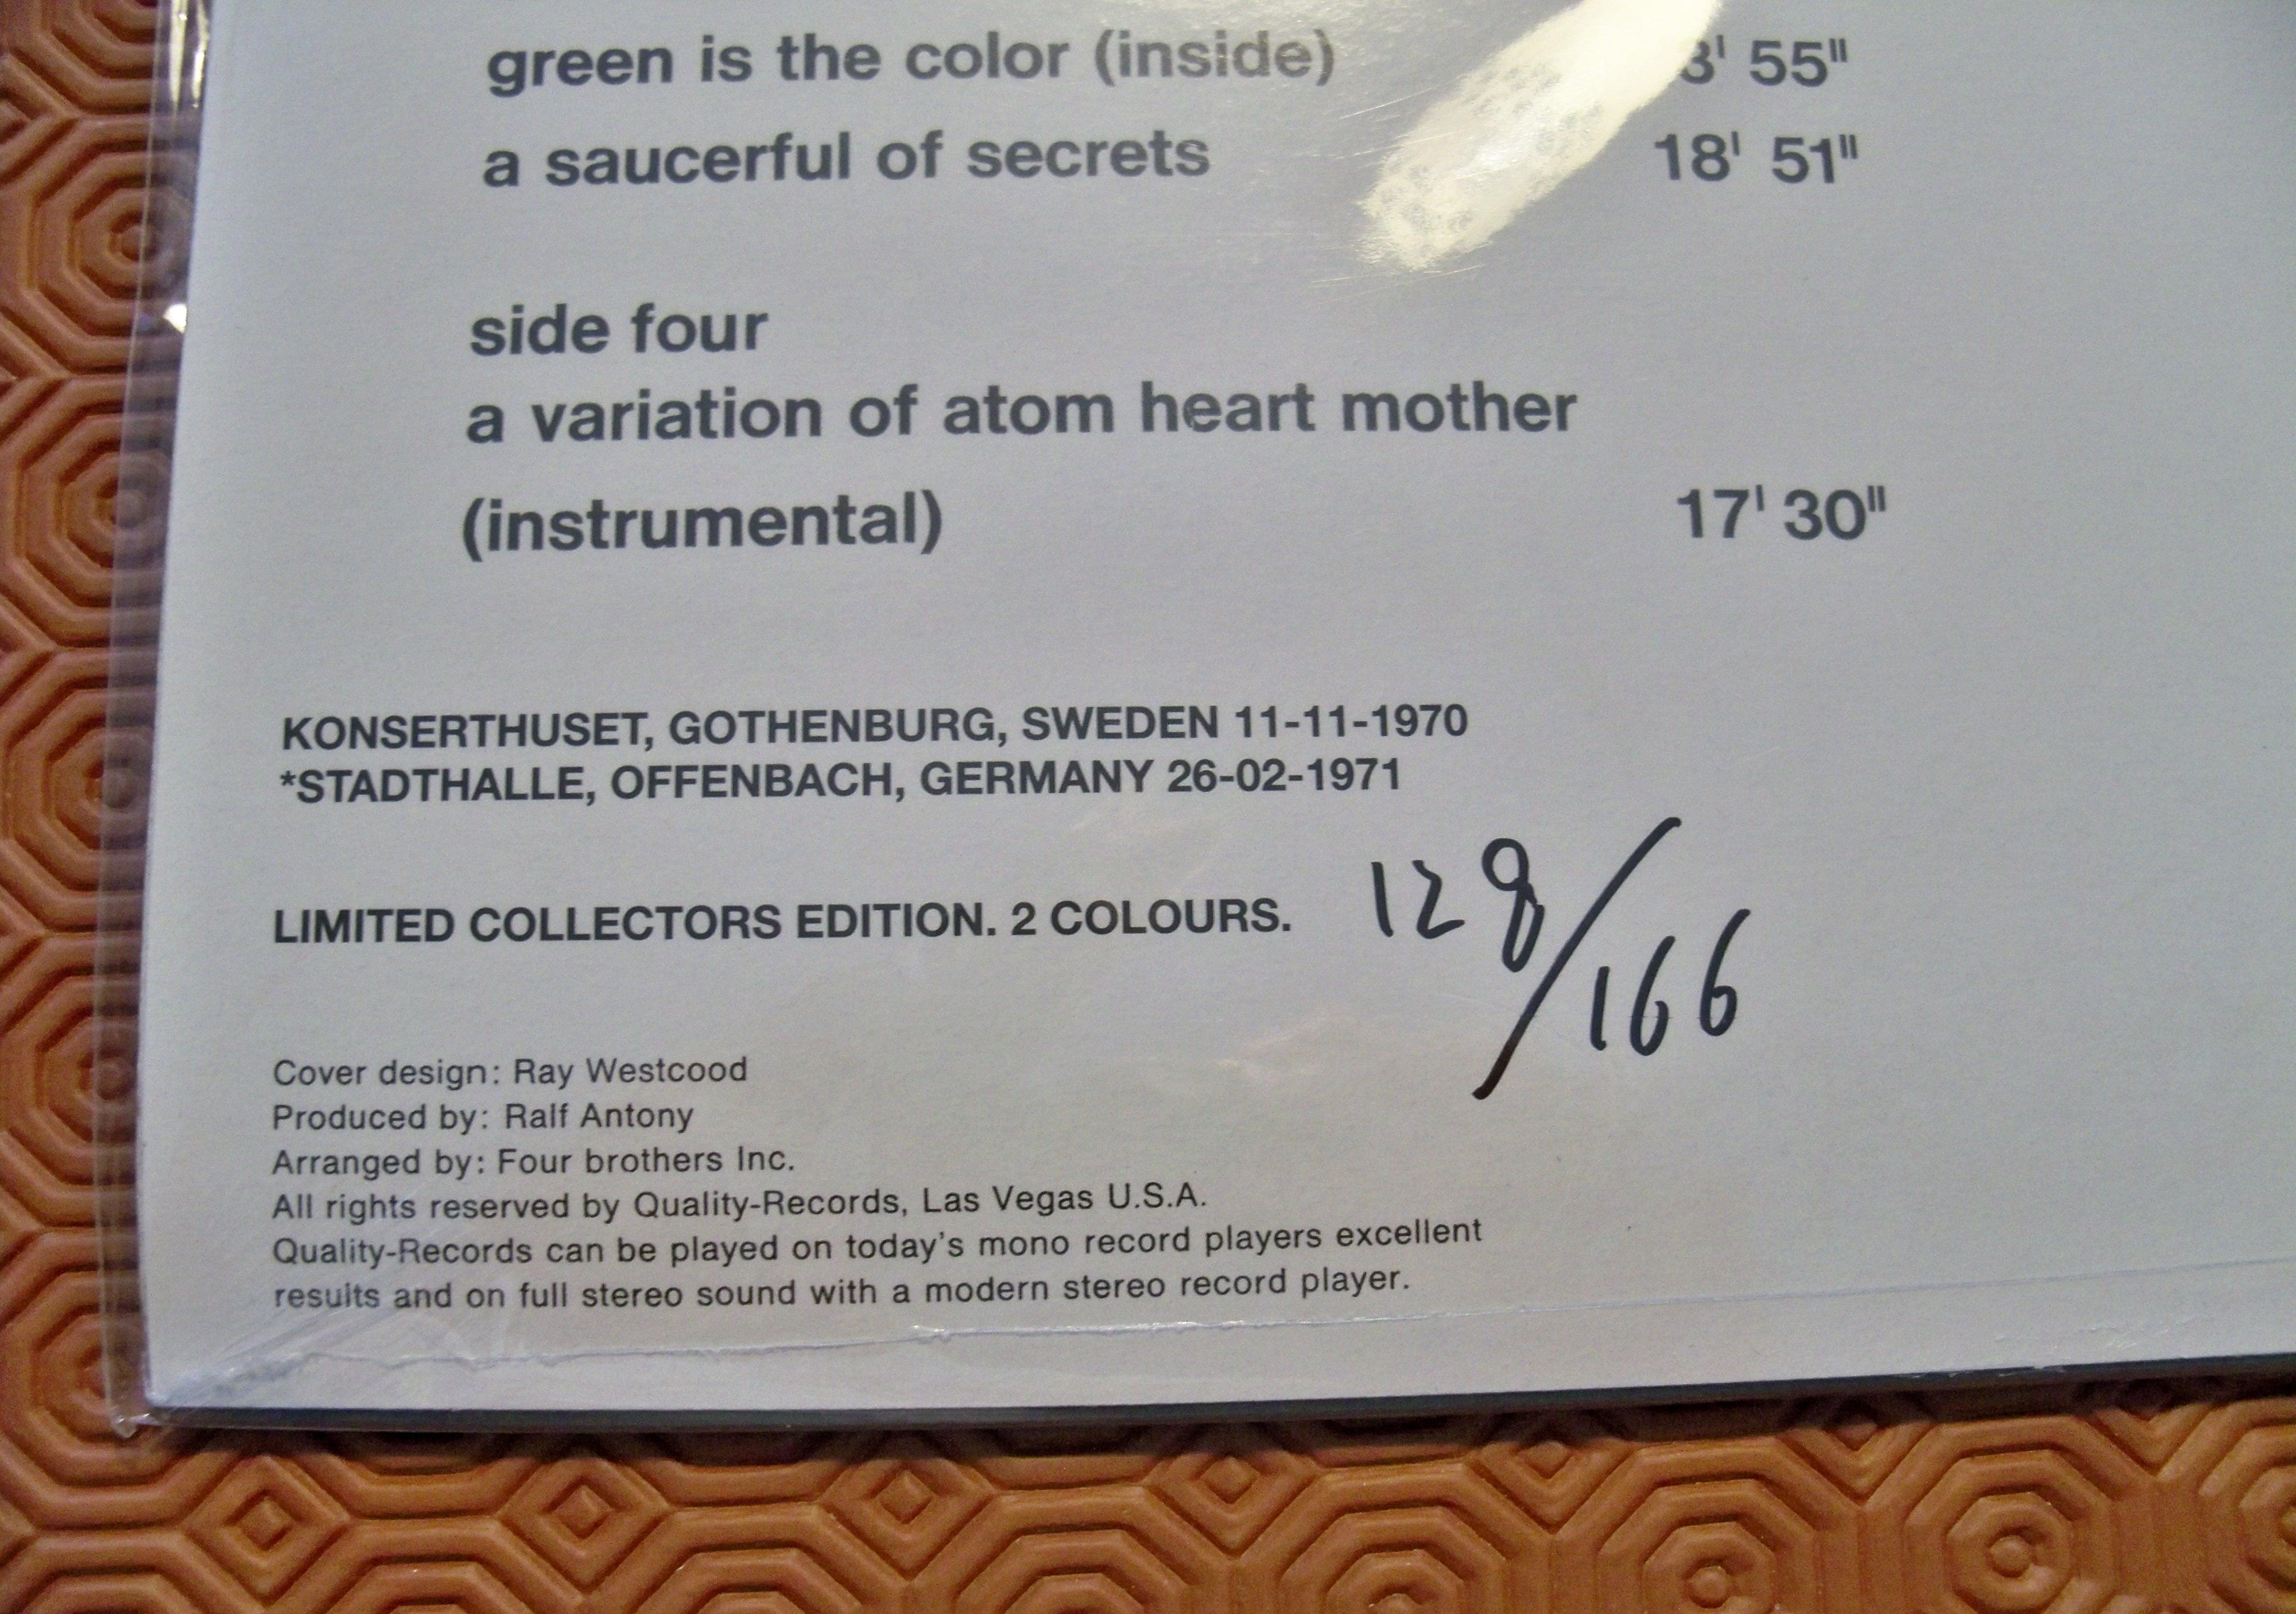 green is the color (inside) 3' 55"
a saucerful of secrets 18' 51"
side four
a variation of atom heart mother
(instrumental) 17' 30"
KONSERTHUSET, GOTHENBURG, SWEDEN 11-11-1970
*STADTHALLE, OFFENBACH, GERMANY 26-02-1971
LIMITED COLLECTORS EDITION. 2 COLOURS. 128/166
Cover design: Ray Westcood
Produced by: Ralf Antony
Arranged by: Four brothers Inc.
All rights reserved by Quality-Records, Las Vegas U.S.A.
Quality-Records can be played on today's mono record players excellent
results and on full stereo sound with a modern stereo record player.